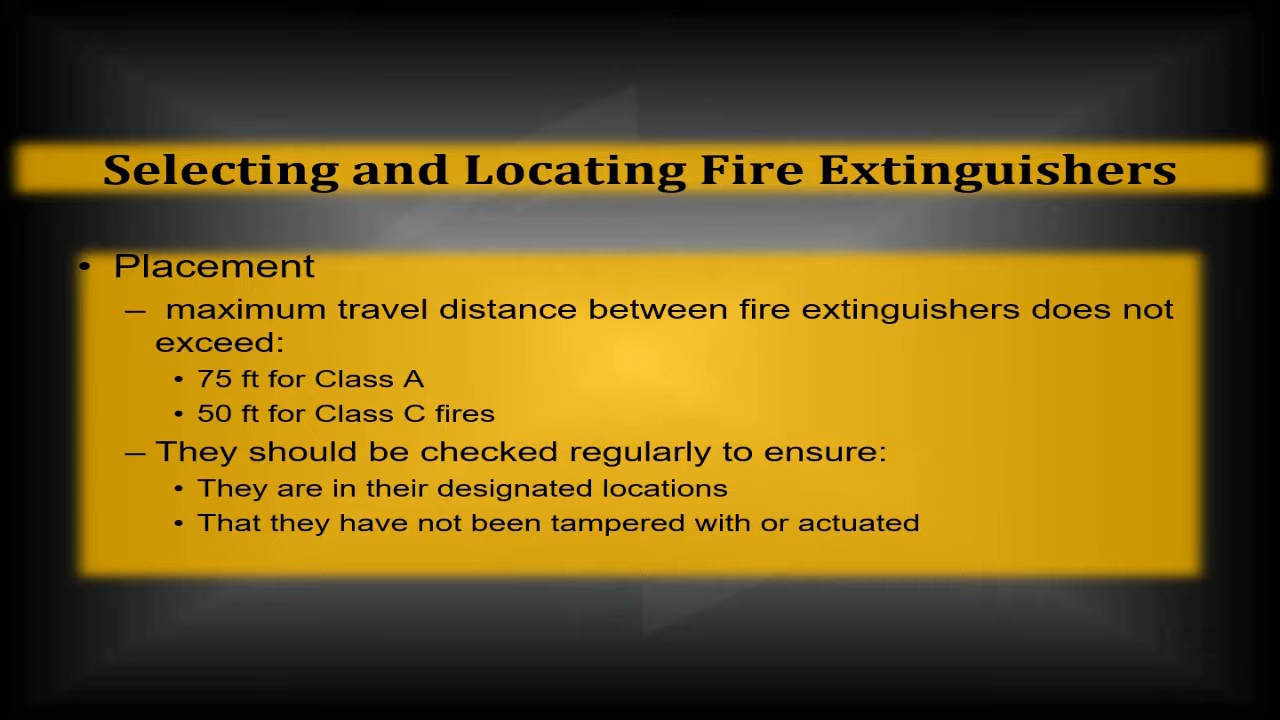 Selecting and Locating Fire Extinguishers
• Placement
– maximum travel distance between fire extinguishers does not
exceed:
• 75 ft for Class A
• 50 ft for Class C fires
– They should be checked regularly to ensure:
• They are in their designated locations
• That they have not been tampered with or actuated